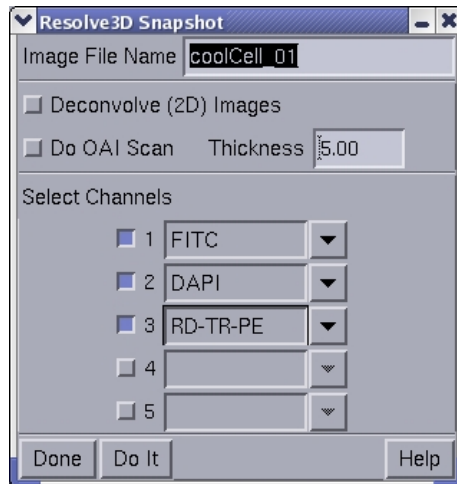 Resolve3D Snapshot
Image File Name coolCell_01
Deconvolve (2D) Images
Do OAI Scan Thickness 5.00
Select Channels
1 FITC
2 DAPI
3 RD-TR-PE
4
5
Done Do It Help